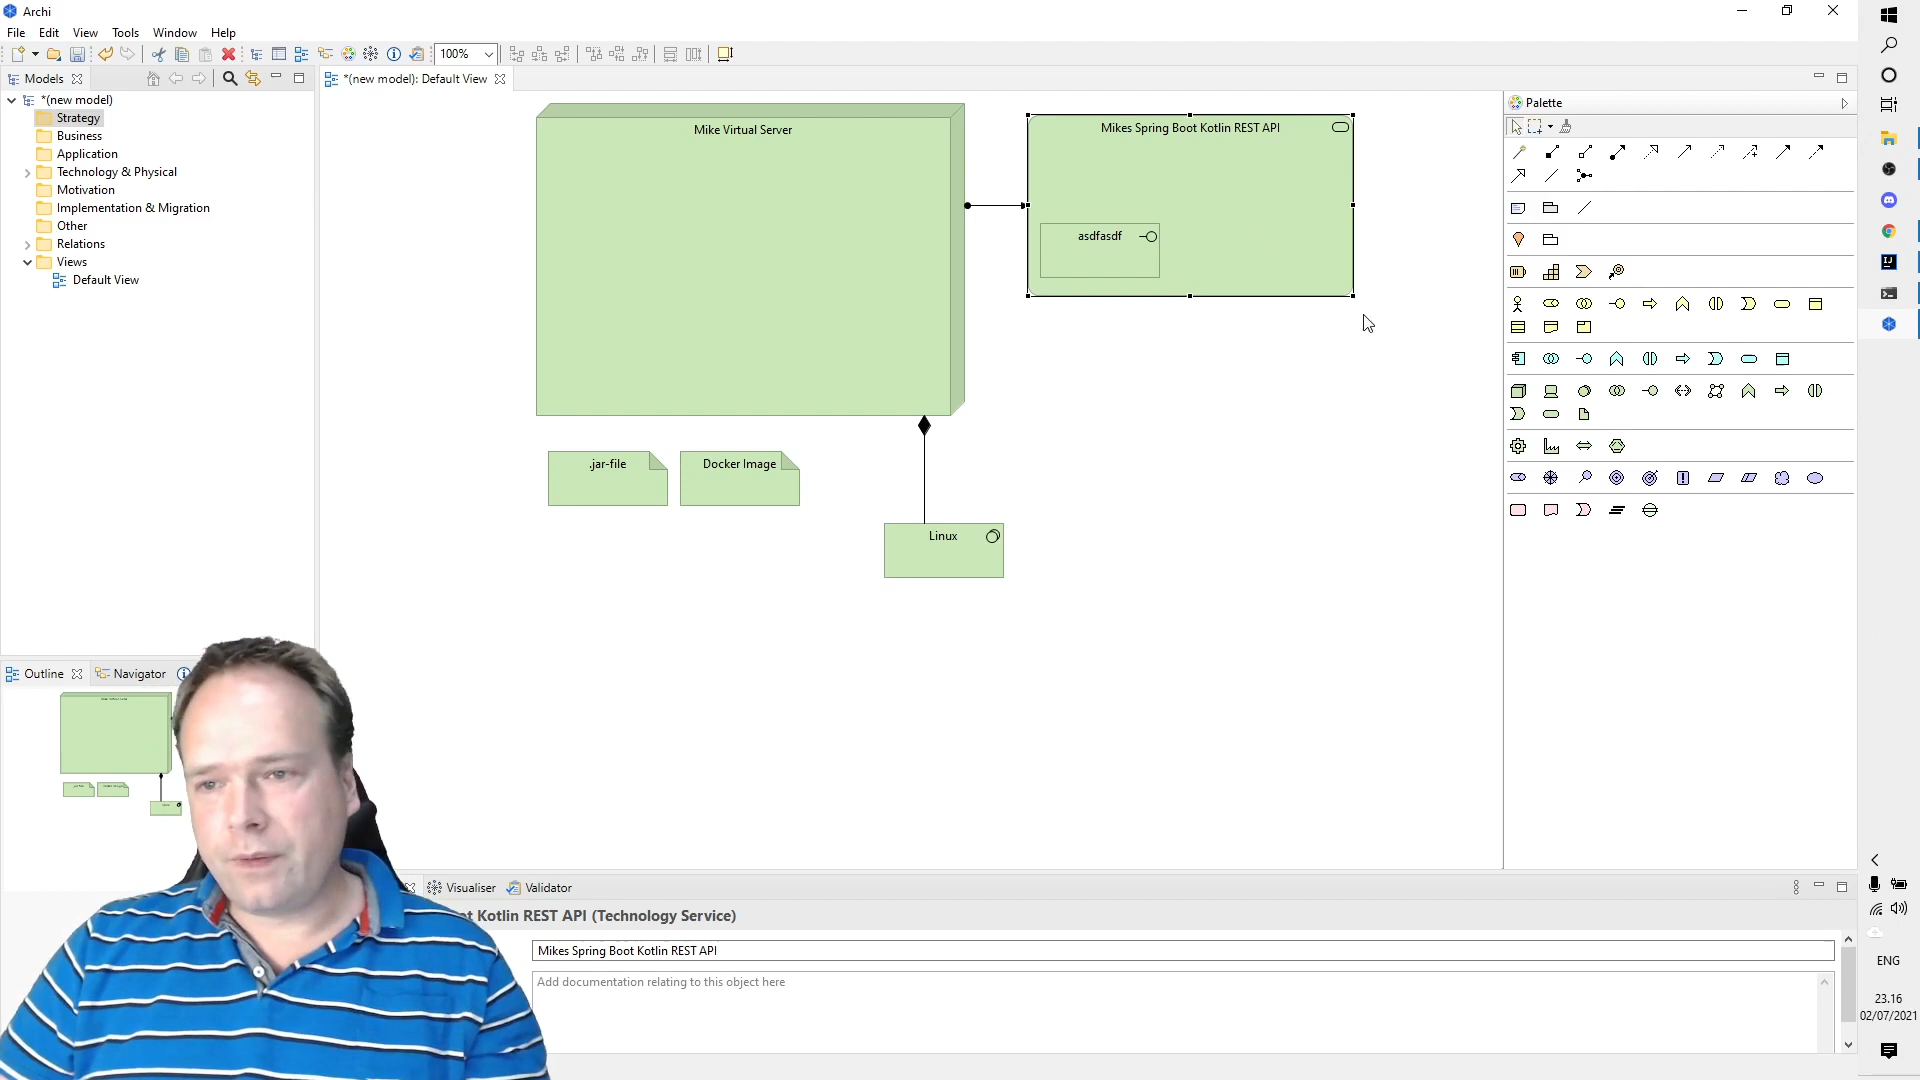 Archi
File Edit View Tools Window Help
100%
Models
*(new model): Default View
*(new model)
Strategy
Business
Application
Technology & Physical
Motivation
Implementation & Migration
Other
Relations
Views
Default View
Mike Virtual Server
Mikes Spring Boot Kotlin REST API
asdfasdf
.jar-file
Docker Image
Linux
Palette
Outline
Navigator
Visualiser
Validator
ot Kotlin REST API (Technology Service)
Mikes Spring Boot Kotlin REST API
Add documentation relating to this object here
ENG
23.16
02/07/2021